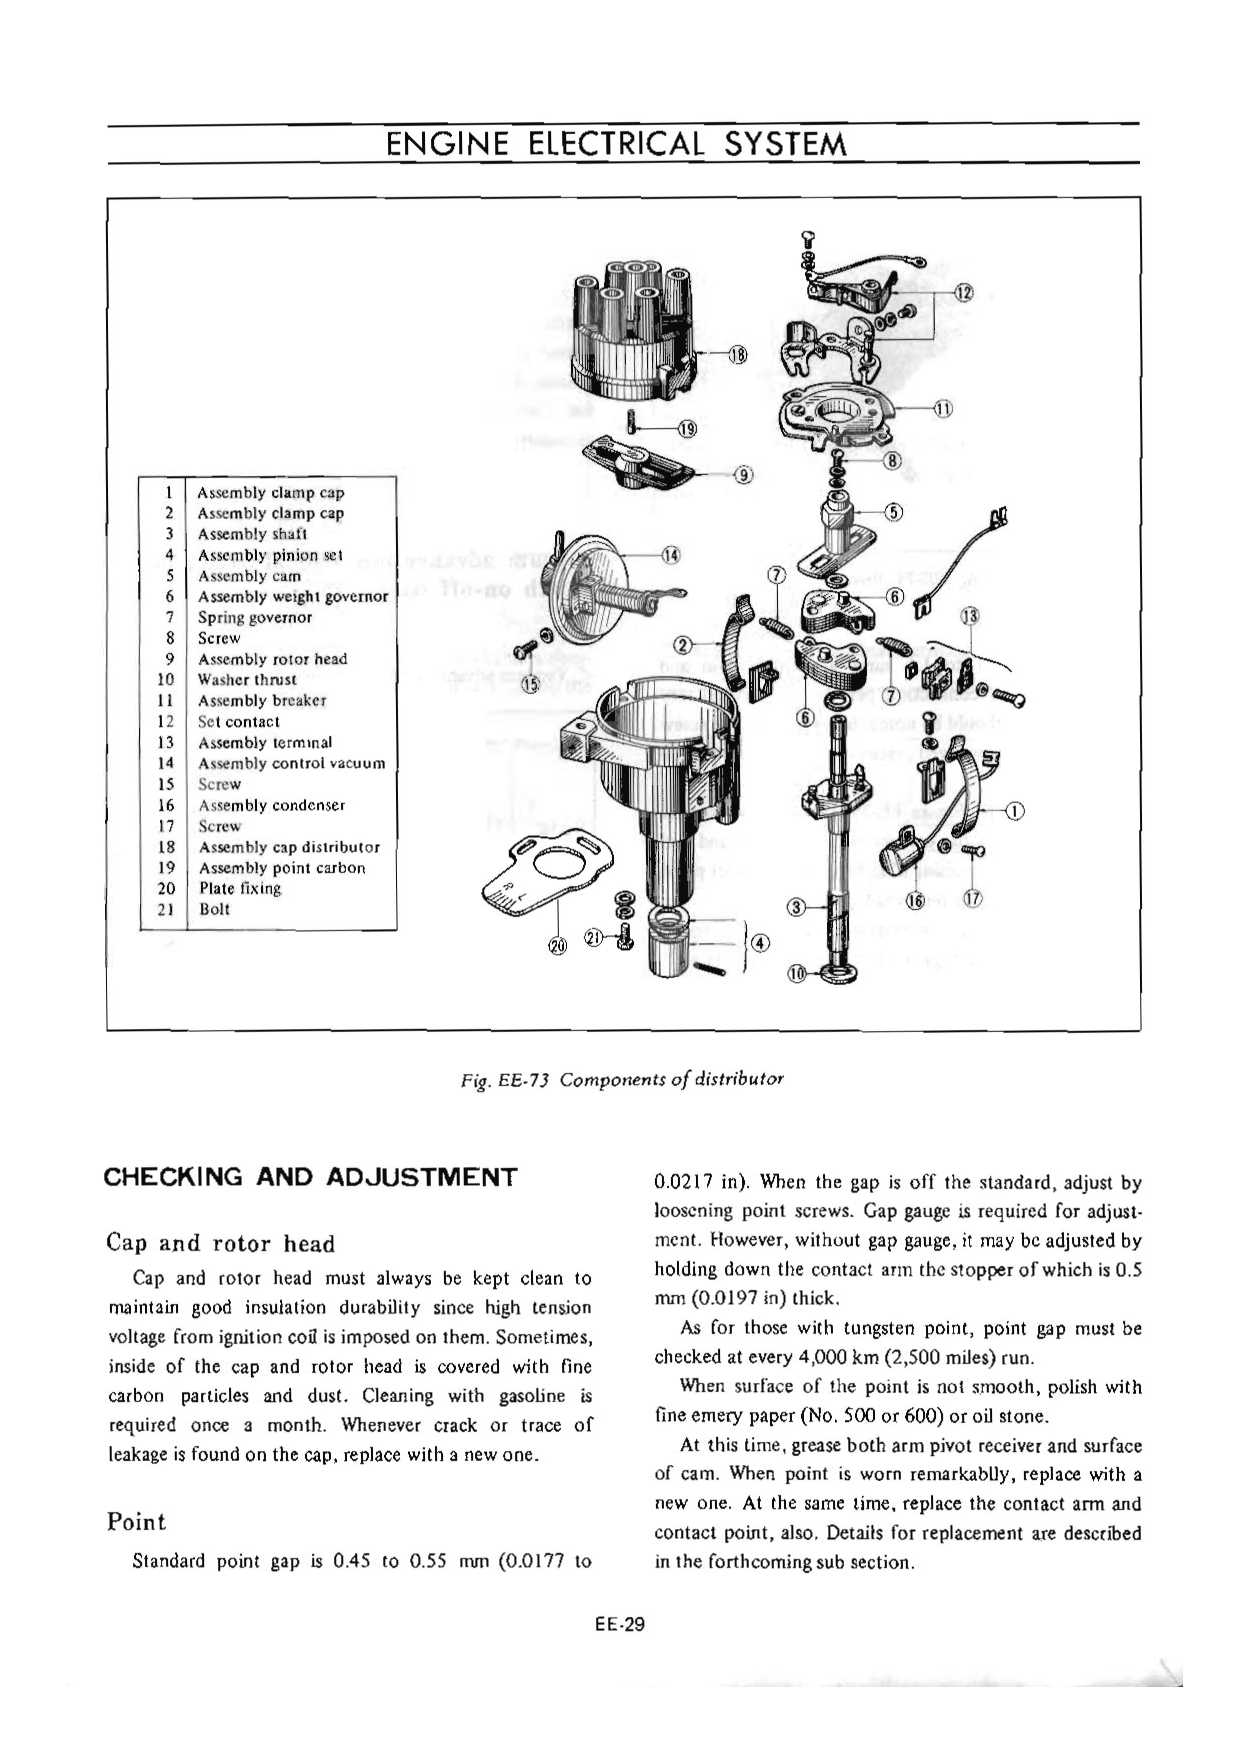 ENGINE ELECTRICAL SYSTEM
12
18
11
19
8
9
5
14
7
6
13
2
15
7
6
1
3
16
17
20
21
4
10
1 Assembly clamp cap
2 Assembly clamp cap
3 Assembly shaft
4 Assembly pinion set
5 Assembly cam
6 Assembly weight governor
7 Spring governor
8 Screw
9 Assembly rotor head
10 Washer thrust
11 Assembly breaker
12 Set contact
13 Assembly terminal
14 Assembly control vacuum
15 Screw
16 Assembly condenser
17 Screw
18 Assembly cap distributor
19 Assembly point carbon
20 Plate fixing
21 Bolt
R L
Fig. EE-73 Components of distributor
CHECKING AND ADJUSTMENT
Cap and rotor head
Cap and rotor head must always be kept clean to
maintain good insulation durability since high tension
voltage from ignition coil is imposed on them. Sometimes,
inside of the cap and rotor head is covered with fine
carbon particles and dust. Cleaning with gasoline is
required once a month. Whenever crack or trace of
leakage is found on the cap, replace with a new one.
Point
Standard point gap is 0.45 to 0.55 mm (0.0177 to
0.0217 in). When the gap is off the standard, adjust by
loosening point screws. Gap gauge is required for adjust-
ment. However, without gap gauge, it may be adjusted by
holding down the contact arm the stopper of which is 0.5
mm (0.0197 in) thick.
As for those with tungsten point, point gap must be
checked at every 4,000 km (2,500 miles) run.
When surface of the point is not smooth, polish with
fine emery paper (No. 500 or 600) or oil stone.
At this time, grease both arm pivot receiver and surface
of cam. When point is worn remarkablly, replace with a
new one. At the same time, replace the contact arm and
contact point, also. Details for replacement are described
in the forthcoming sub section.
EE-29